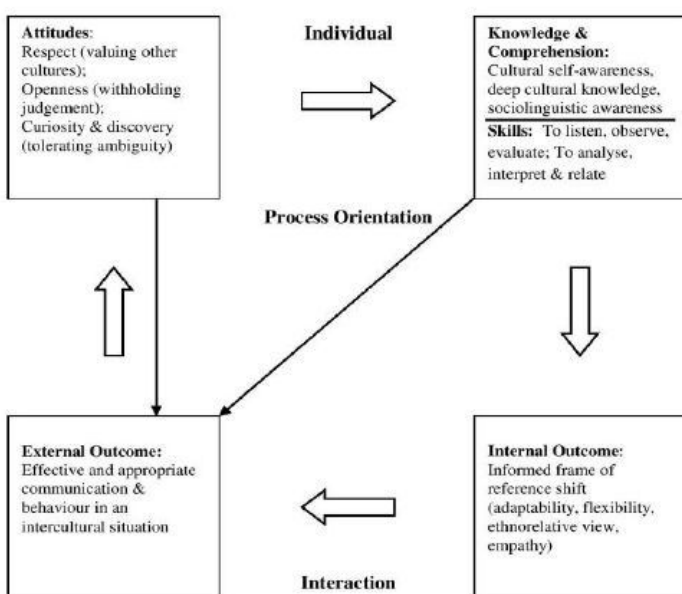 Attitudes:
Respect (valuing other
cultures);
Openness (withholding
judgement);
Curiosity & discovery
(tolerating ambiguity)
Individual
Knowledge &
Comprehension:
Cultural self-awareness,
deep cultural knowledge,
sociolinguistic awareness
Skills: To listen, observe,
evaluate; To analyse,
interpret & relate
Process Orientation
External Outcome:
Effective and appropriate
communication &
behaviour in an
intercultural situation
Internal Outcome:
Informed frame of
reference shift
(adaptability, flexibility,
ethnorelative view,
empathy)
Interaction